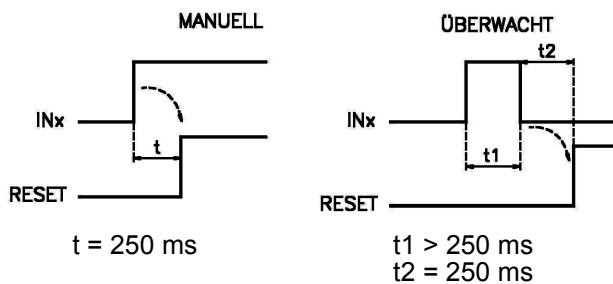 MANUELL
INx
t
RESET
t = 250 ms
ÜBERWACHT
t2
INx
t1
RESET
t1 > 250 ms
t2 = 250 ms